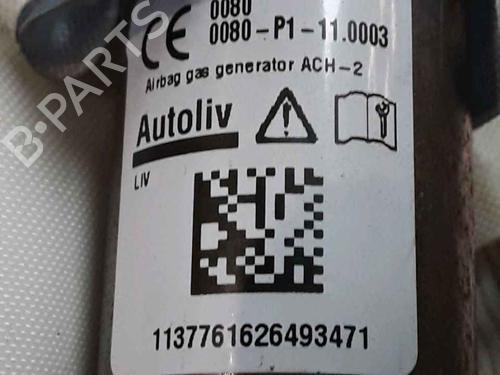 0080
CE 0080-P1-11.0003
Airbag gas generator ACH-2
Autoliv
LIV
1137761626493471
B-PARTS